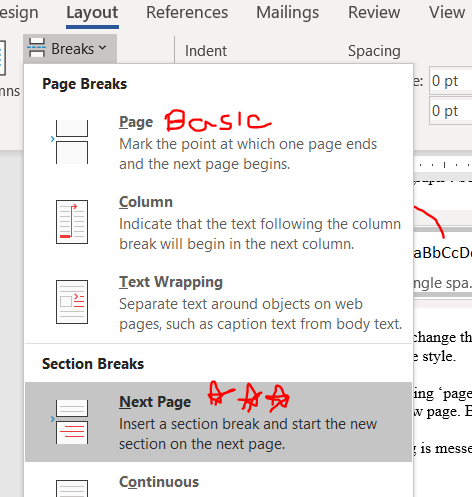 esign Layout References Mailings Review View
Breaks Indent Spacing
mns
Page Breaks
e: 0 pt
0 pt
Page Basic
Mark the point at which one page ends
and the next page begins.
Column
Indicate that the text following the column
break will begin in the next column.
aBbCcD
ngle spa...
Text Wrapping
Separate text around objects on web
pages, such as caption text from body text.
change th
e style.
Section Breaks
Next Page
Insert a section break and start the new
section on the next page.
ing ‘page
w page. B
g is messe
Continuous